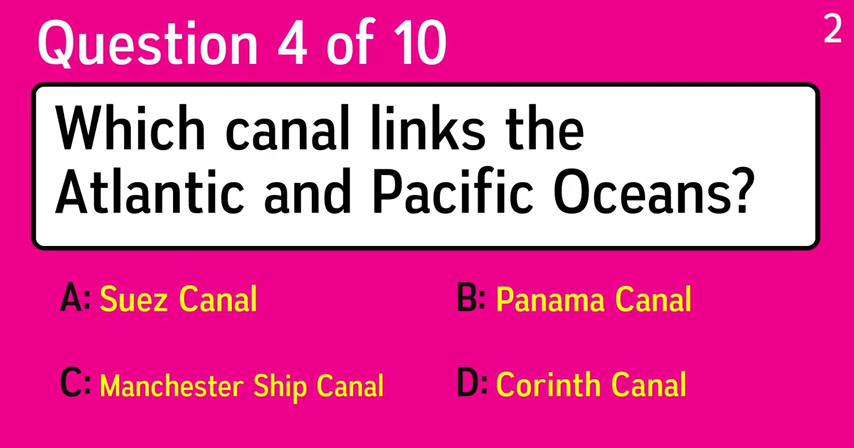 Question 4 of 10
2
Which canal links the
Atlantic and Pacific Oceans?
A: Suez Canal
B: Panama Canal
C: Manchester Ship Canal
D: Corinth Canal